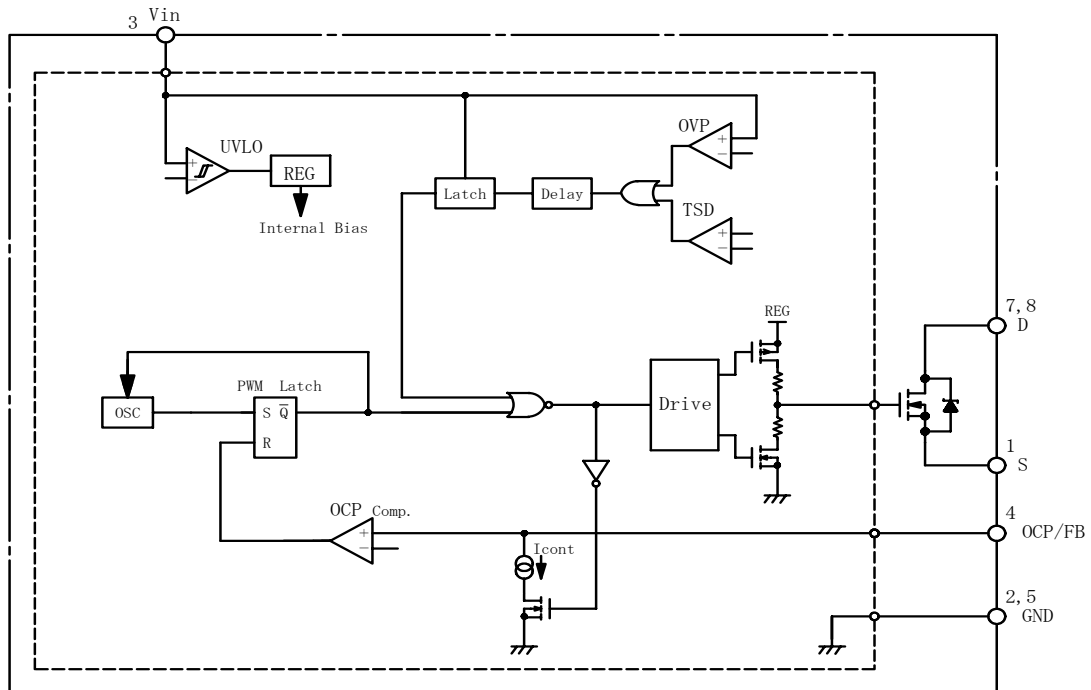 3 Vin
OVP
+
−
UVLO
+
−
REG
Internal Bias
Latch
Delay
TSD
+
−
REG
7,8
D
PWM Latch
OSC
S Q̅
R
Drive
1
S
OCP Comp.
+
−
4
OCP/FB
Icont
2,5
GND